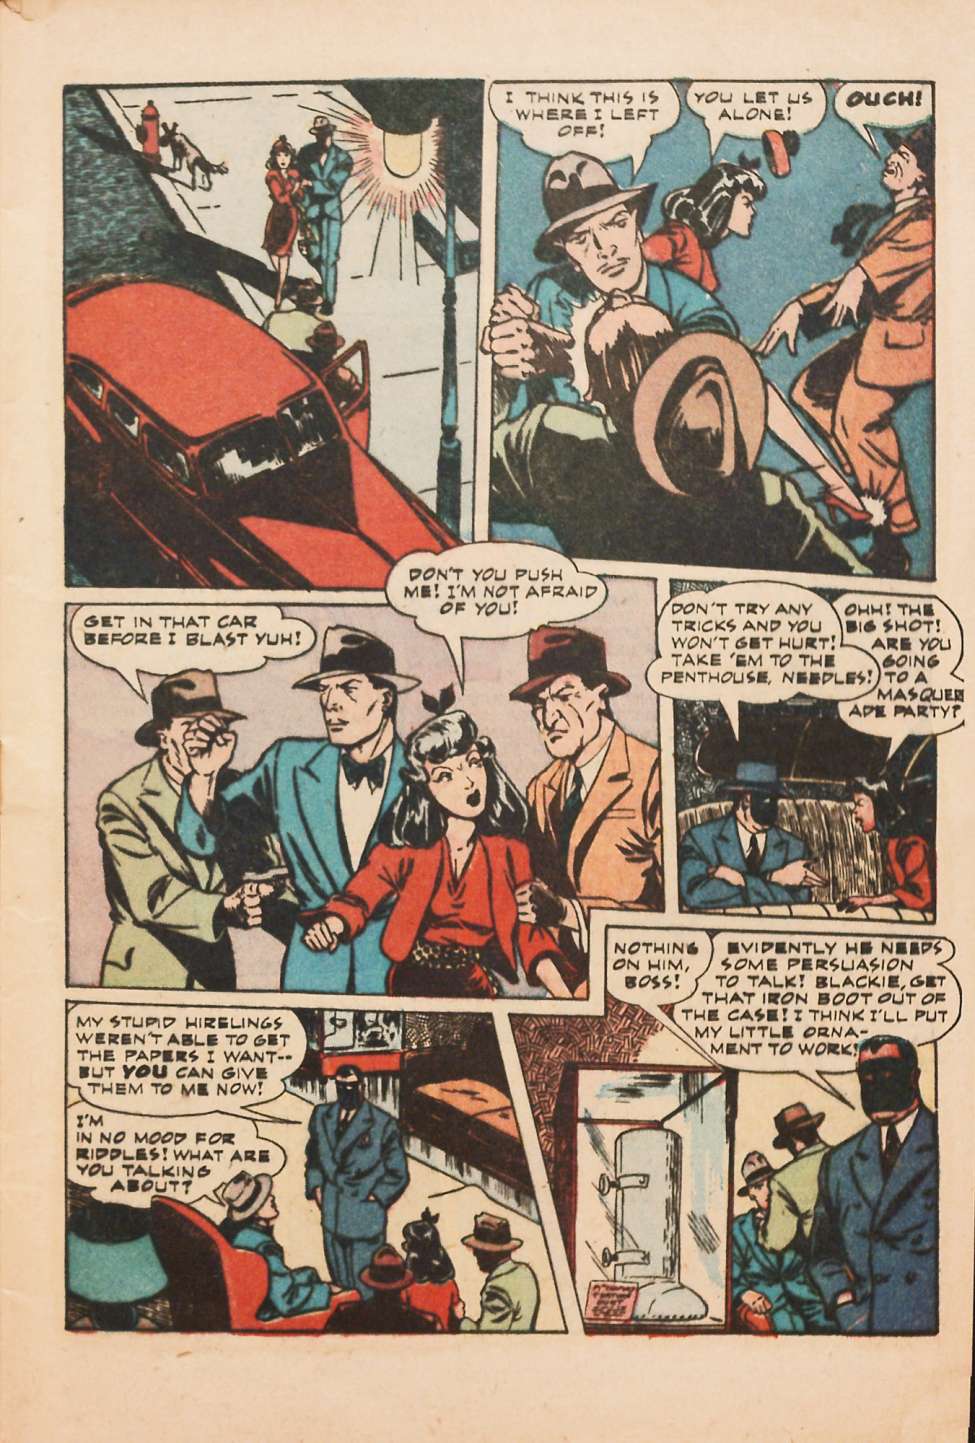 I THINK THIS IS
WHERE I LEFT
OFF!
YOU LET US
ALONE!
OUCH!
GET IN THAT CAR
BEFORE I BLAST YUH!
DON'T YOU PUSH
ME! I'M NOT AFRAID
OF YOU!
DON'T TRY ANY
TRICKS AND YOU
WON'T GET HURT!
TAKE 'EM TO THE
PENTHOUSE, NEEDLES!
OHH! THE
BIG SHOT!
ARE YOU
GOING
TO A
MASQUER
ADE PARTY?
MY STUPID HIRELINGS
WEREN'T ABLE TO GET
THE PAPERS I WANT--
BUT YOU CAN GIVE
THEM TO ME NOW!
I'M
IN NO MOOD FOR
RIDDLES! WHAT ARE
YOU TALKING
ABOUT?
NOTHING
ON HIM,
BOSS!
EVIDENTLY HE NEEDS
SOME PERSUASION
TO TALK! BLACKIE, GET
THAT IRON BOOT OUT OF
THE CASE! I THINK I'LL PUT
MY LITTLE ORNA-
MENT TO WORK!